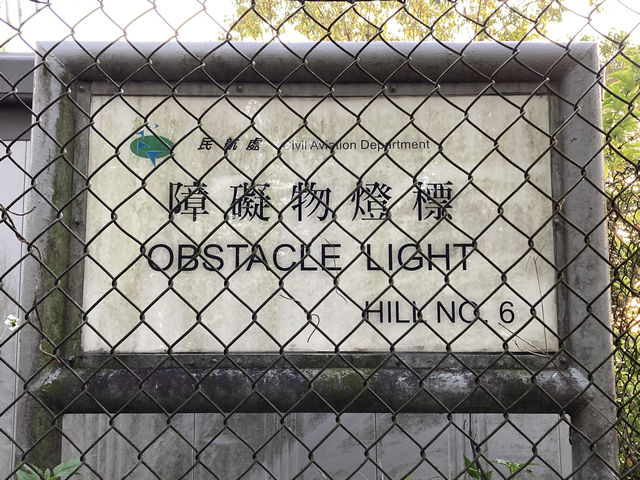 民航處 Civil Aviation Department
障礙物燈標
OBSTACLE LIGHT
HILL NO. 6